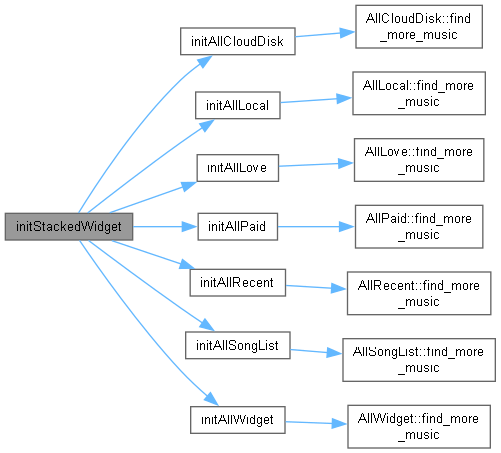 initStackedWidget
initAllCloudDisk
AllCloudDisk::find
_more_music
initAllLocal
AllLocal::find_more
_music
initAllLove
AllLove::find_more
_music
initAllPaid
AllPaid::find_more
_music
initAllRecent
AllRecent::find_more
_music
initAllSongList
AllSongList::find_more
_music
initAllWidget
AllWidget::find_more
_music